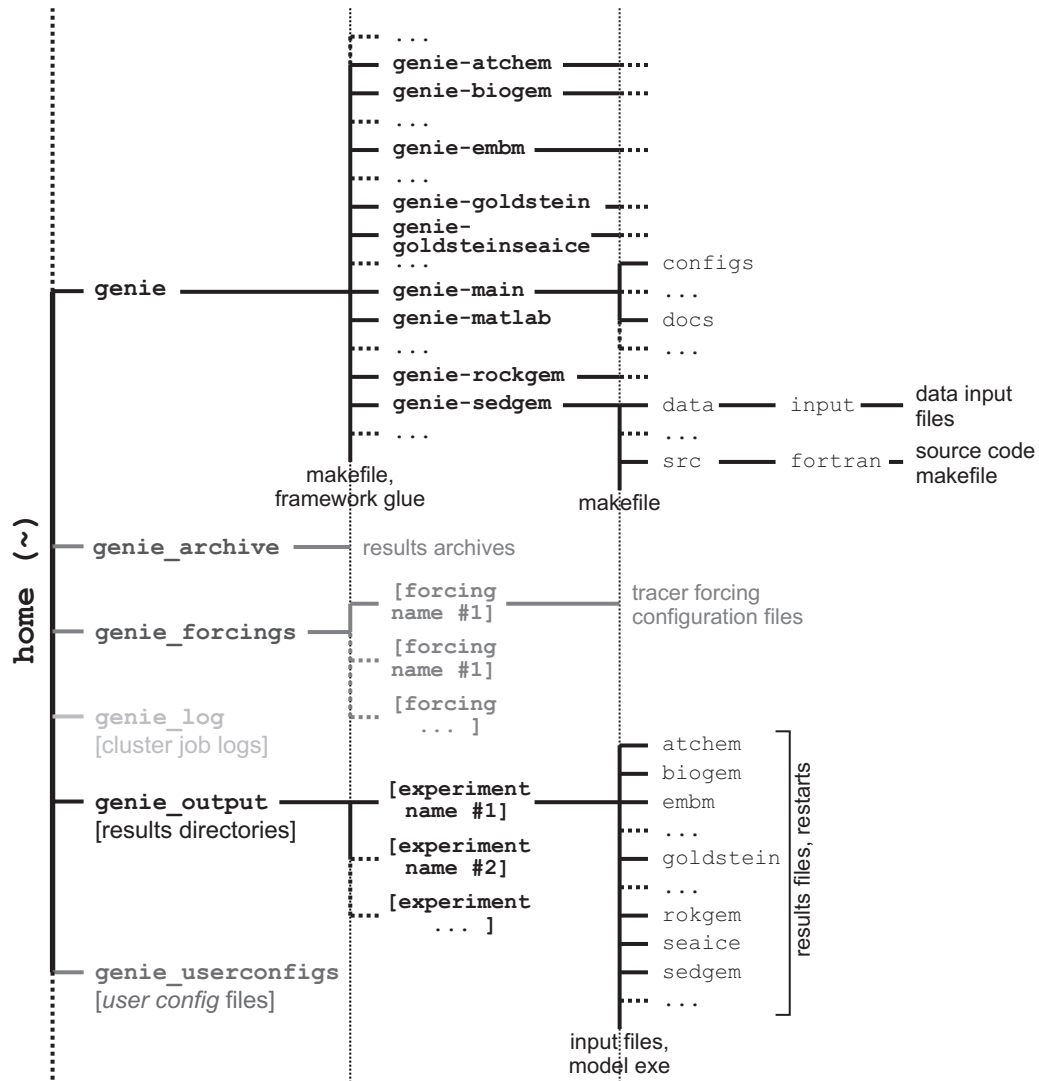 ...
genie-atchem
genie-biogem
...
genie-embm
...
genie-goldstein
genie-
goldsteinseaice
...
configs
genie
genie-main
...
genie-matlab
docs
...
...
genie-rockgem
genie-sedgem
data
input
data input
files
...
...
src
fortran
source code
makefile
makefile,
framework glue
makefile
home (~)
genie_archive
results archives
[forcing
name #1]
tracer forcing
configuration files
genie_forcings
[forcing
name #1]
[forcing
... ]
genie_log
[cluster job logs]
atchem
biogem
genie_output
[results directories]
[experiment
name #1]
embm
...
[experiment
name #2]
goldstein
...
[experiment
... ]
rokgem
seaice
sedgem
...
results files, restarts
genie_userconfigs
[user config files]
input files,
model exe